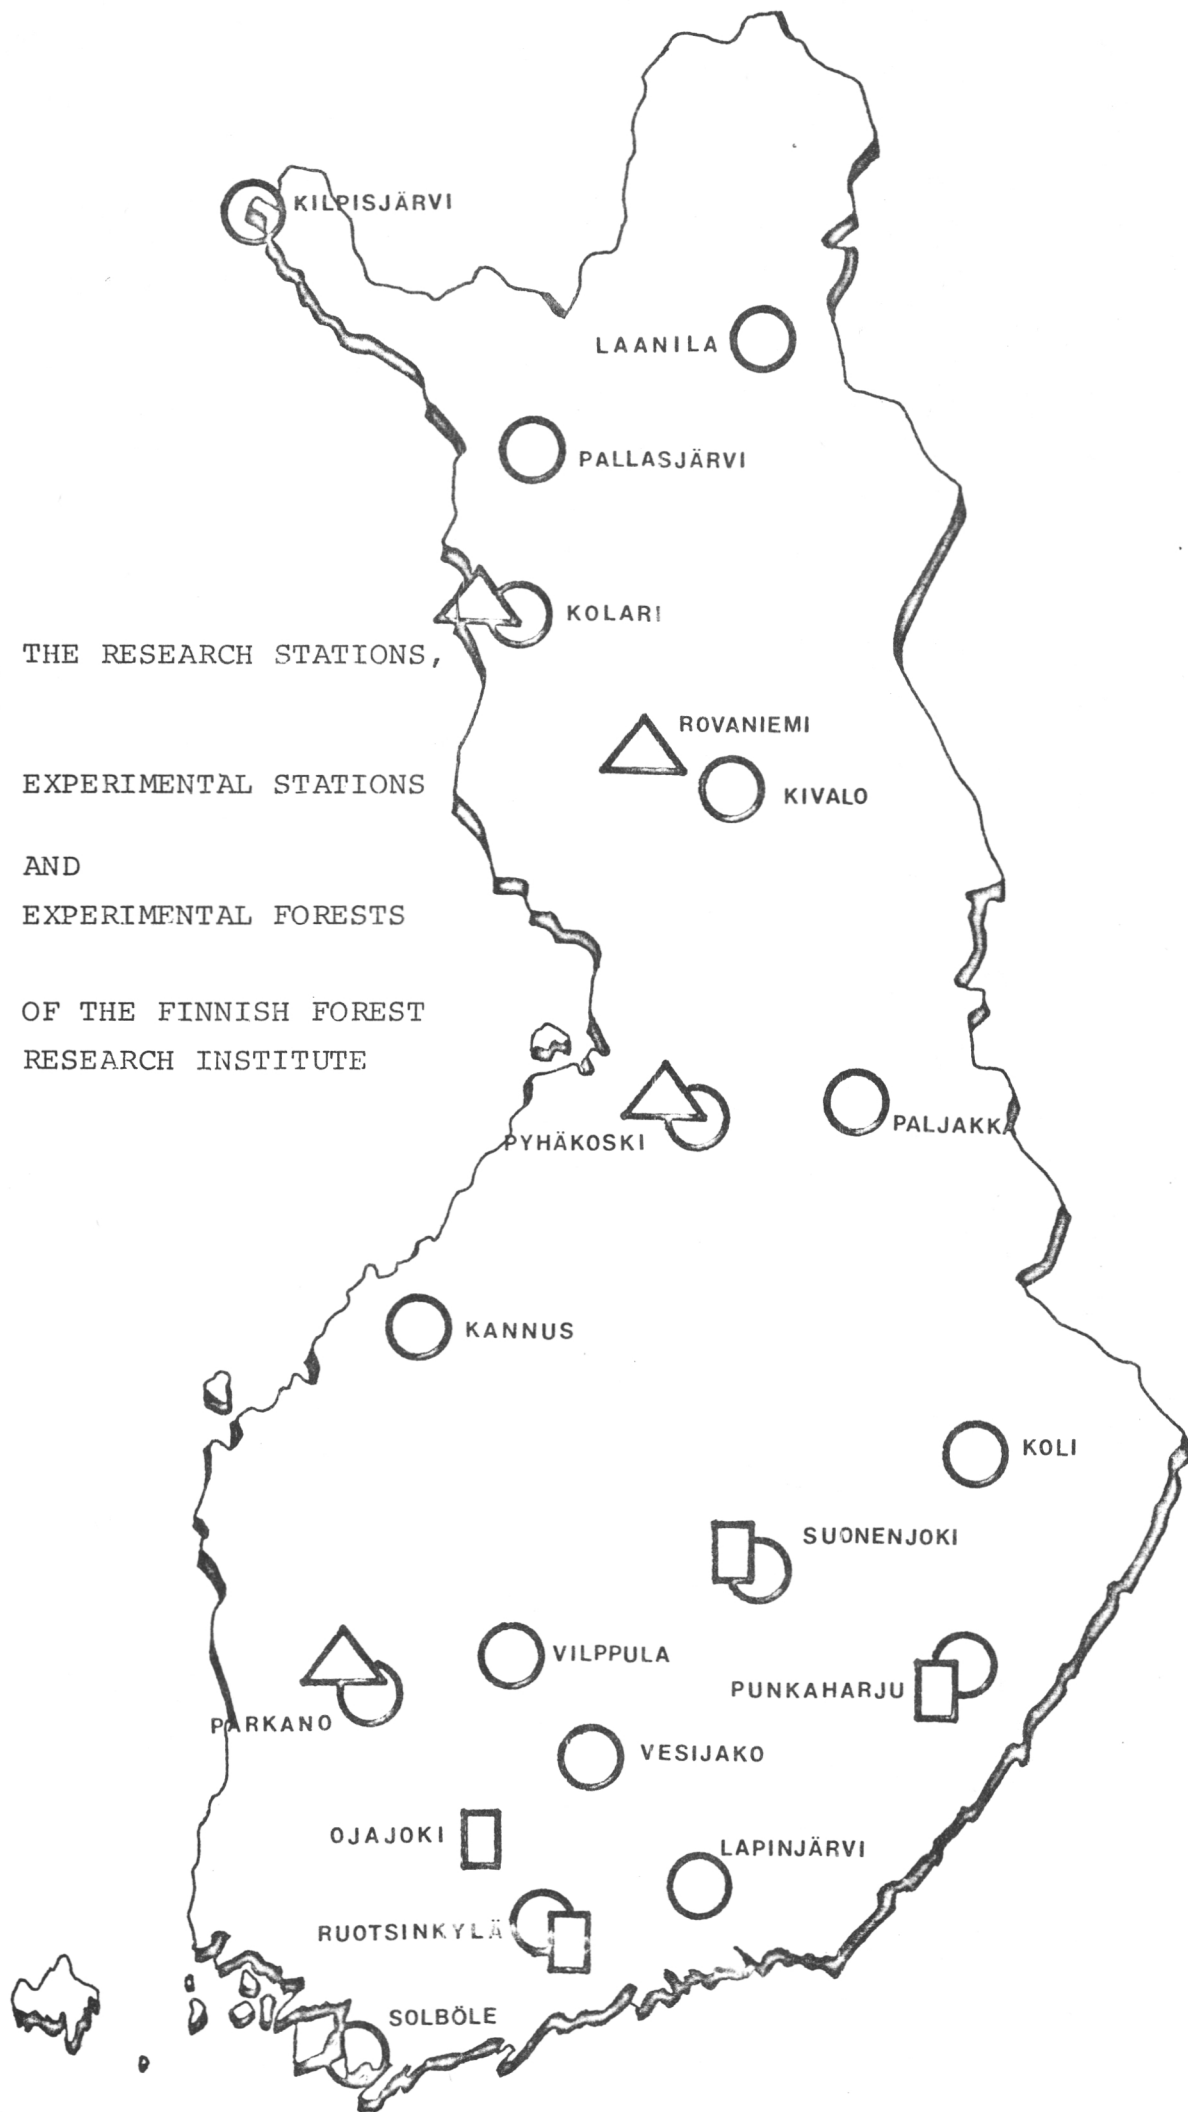 KILPISJÄRVI
LAANILA
PALLASJÄRVI
KOLARI
THE RESEARCH STATIONS,
ROVANIEMI
EXPERIMENTAL STATIONS
KIVALO
AND
EXPERIMENTAL FORESTS
OF THE FINNISH FOREST
RESEARCH INSTITUTE
PALJAKKA
PYHÄKOSKI
KANNUS
KOLI
SUONENJOKI
VILPPULA
PUNKAHARJU
PARKANO
VESIJAKO
OJAJOKI
LAPINJÄRVI
RUOTSINKYLÄ
SOLBÖLE